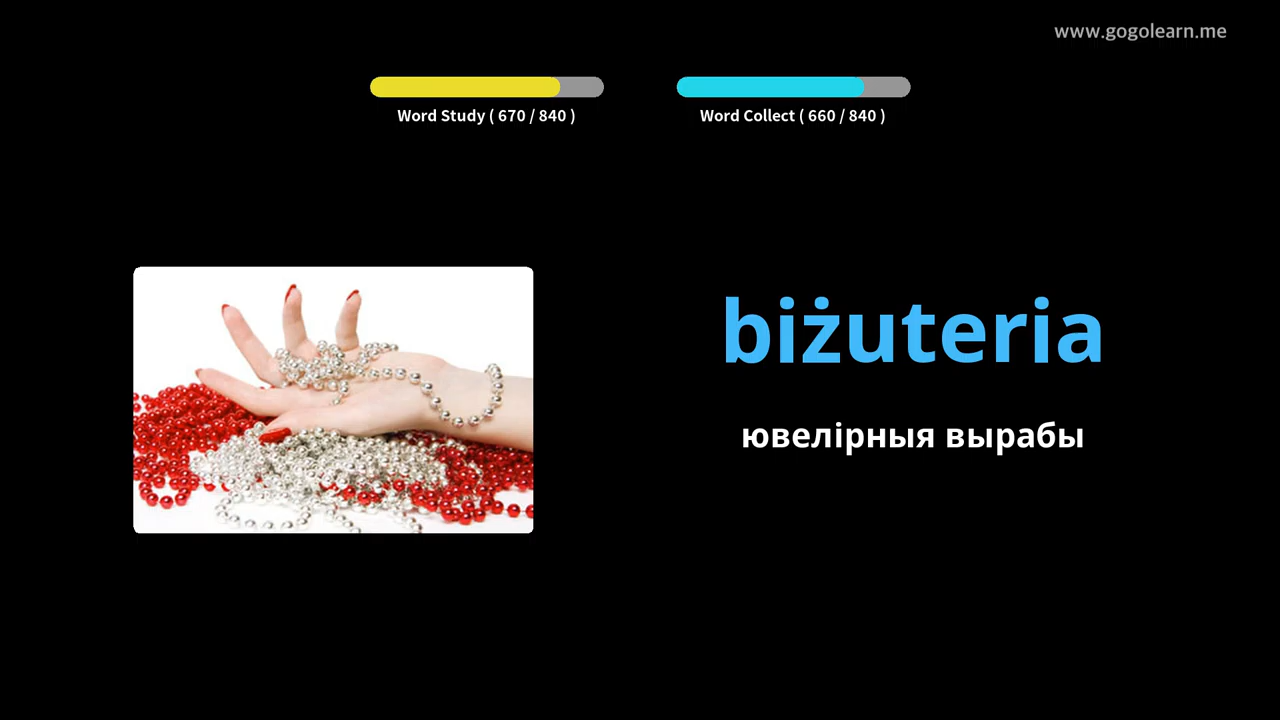 www.gogolearn.me
Word Study ( 670 / 840 )
Word Collect ( 660 / 840 )
biżuteria
ювелірныя вырабы